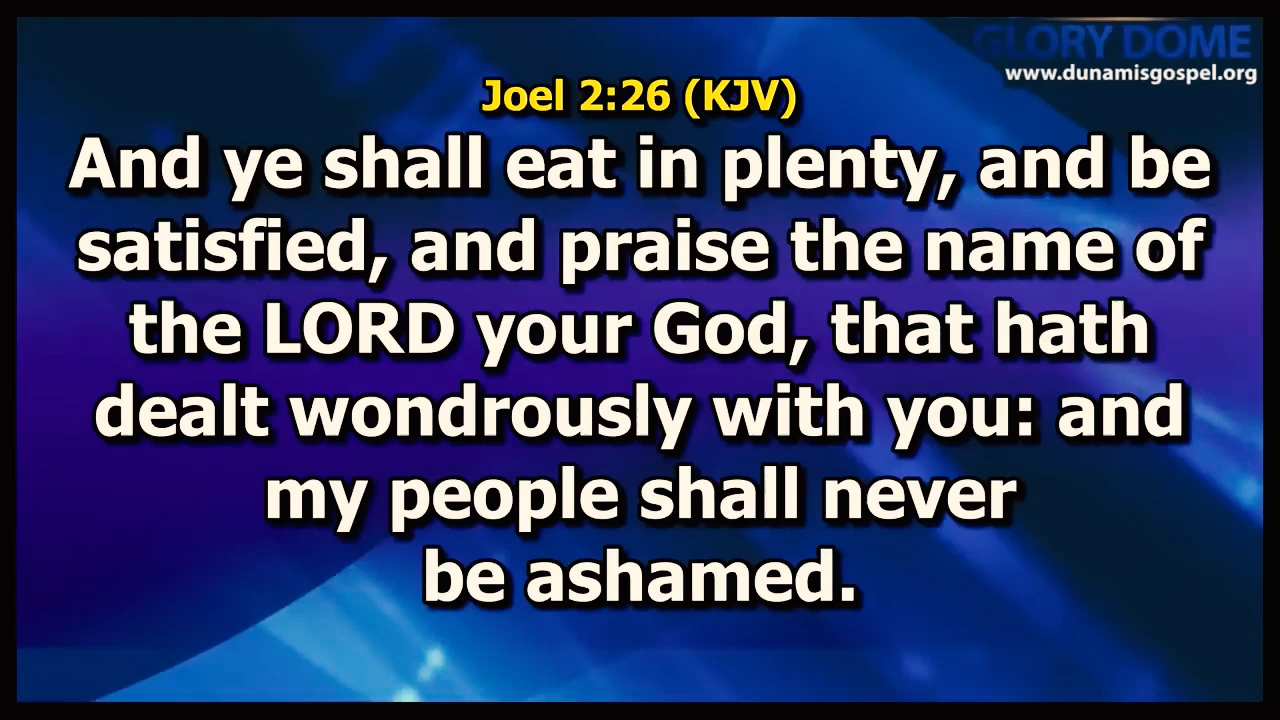 GLORY DOME
www.dunamisgospel.org
Joel 2:26 (KJV)
And ye shall eat in plenty, and be
satisfied, and praise the name of
the LORD your God, that hath
dealt wondrously with you: and
my people shall never
be ashamed.